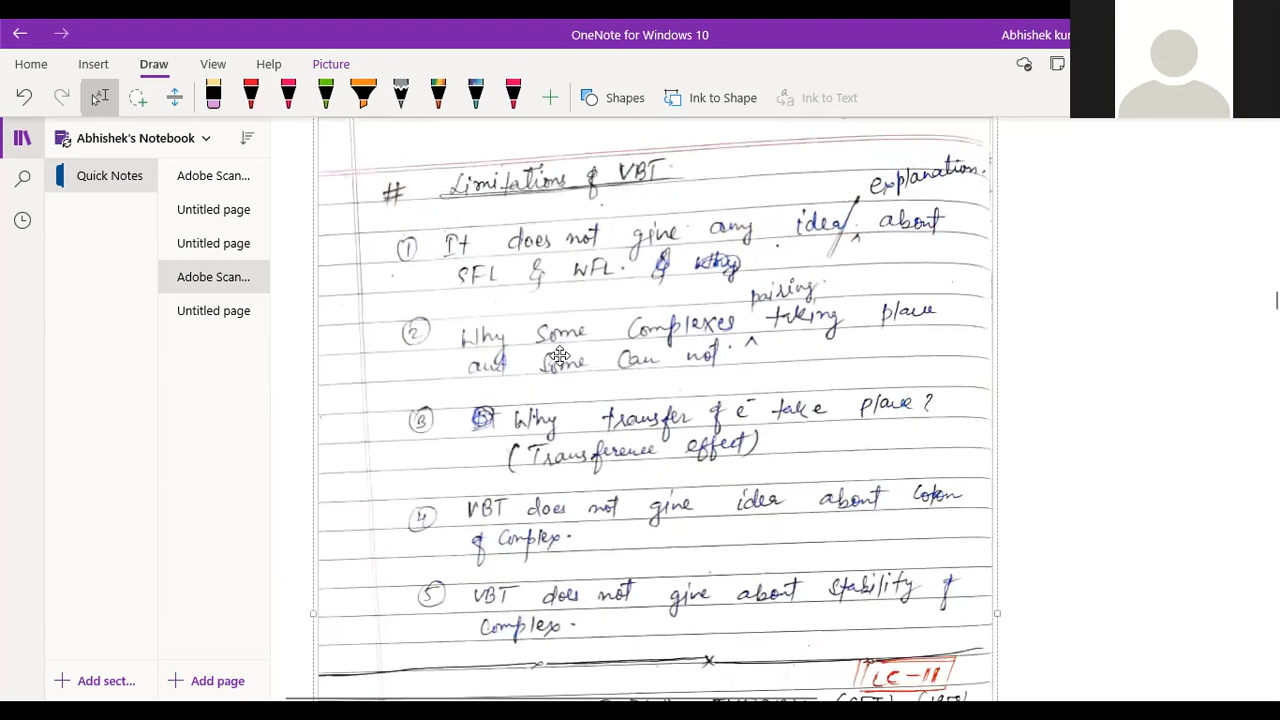 OneNote for Windows 10
Abhishek kum
Home Insert Draw View Help Picture
Shapes Ink to Shape Ink to Text
Abhishek's Notebook
Quick Notes
Adobe Scan...
Untitled page
Untitled page
Adobe Scan...
Untitled page
Add sect...
Add page
# Limitations of VBT
explanation.
① It does not give any idea about
SFL & WFL.
pairing
② Why some Complexes ^ taking place
and some Can not.
③ Why transfer of e⁻ take place?
(Transference effect)
④ VBT does not give idea about
of Complex.
⑤ VBT does not give about stability of
Complex.
LC-11